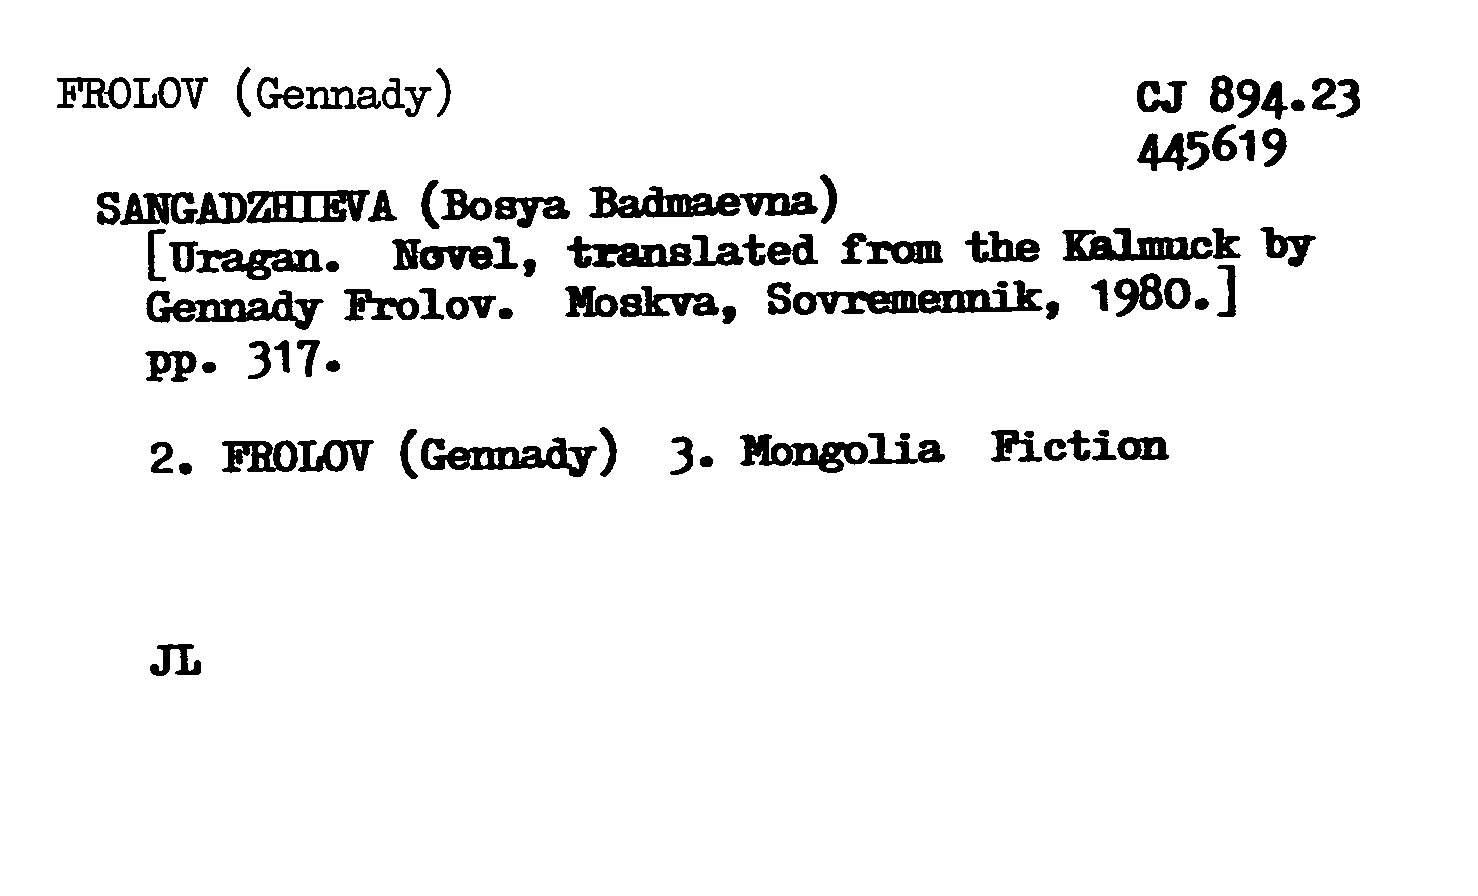 FROLOV (Gennady)
CJ 894.23
445619
SANGADZHIEVA (Bosya Badmaevna)
[Uragan. Novel, translated from the Kalmuck by
Gennady Frolov. Moskva, Sovremennik, 1980.]
pp. 317.
2. FROLOV (Gennady) 3. Mongolia Fiction
JL